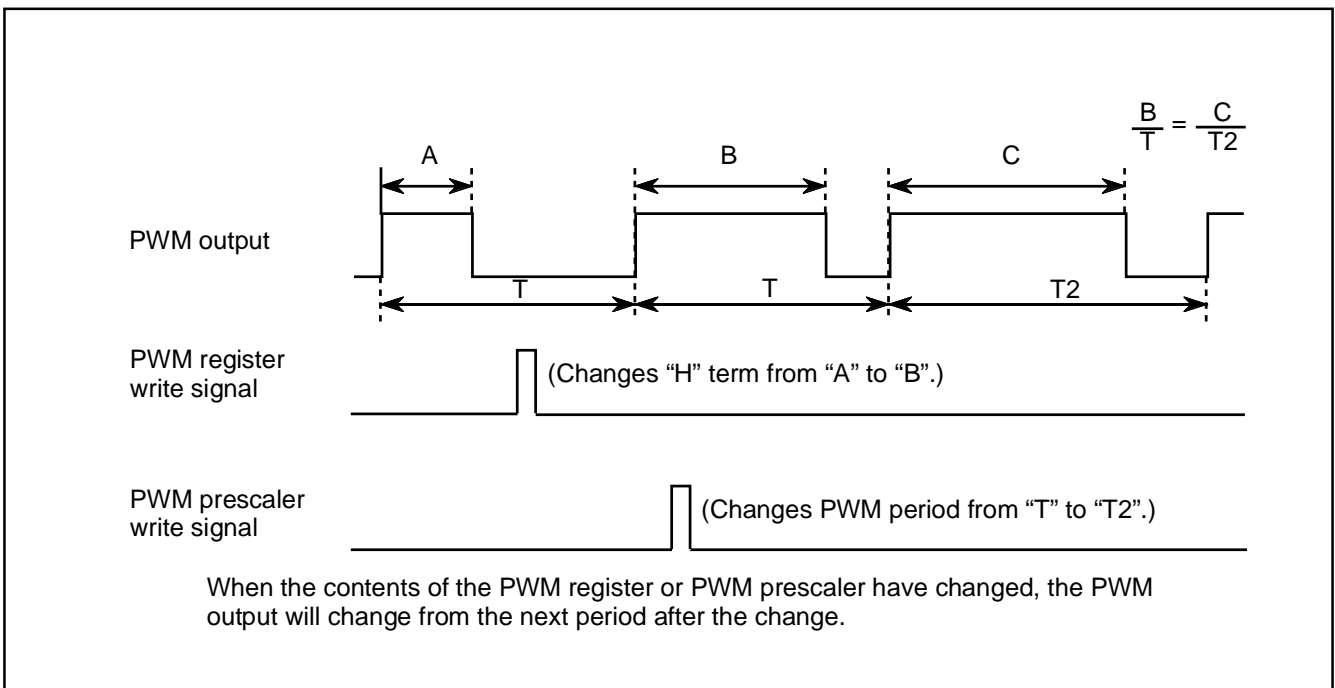 B = C
T T2
A B C
PWM output
T T T2
PWM register
write signal
(Changes “H” term from “A” to “B”.)
PWM prescaler
write signal
(Changes PWM period from “T” to “T2”.)
When the contents of the PWM register or PWM prescaler have changed, the PWM
output will change from the next period after the change.